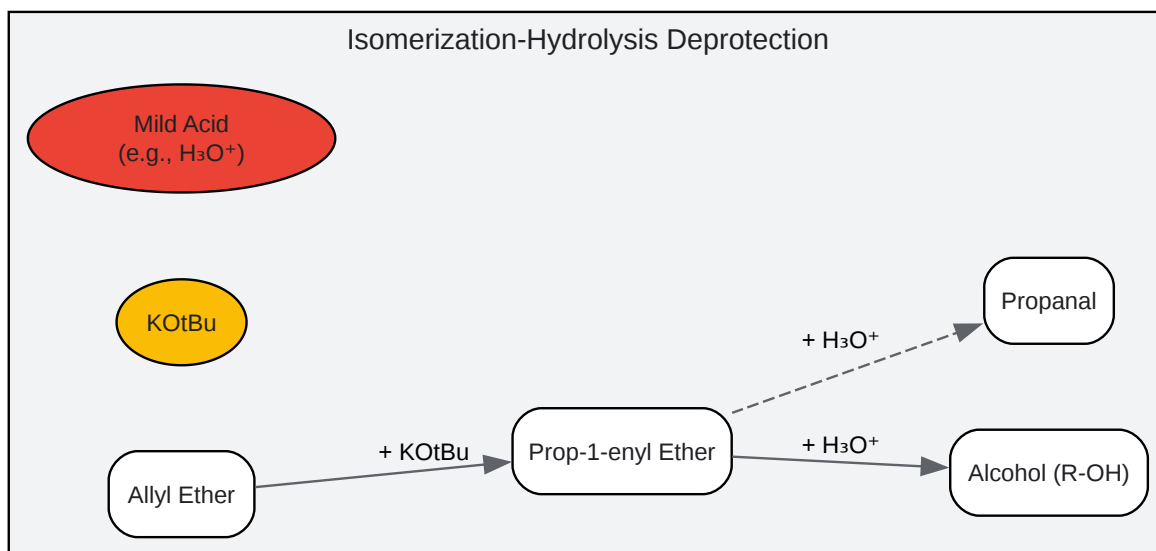 Isomerization-Hydrolysis Deprotection
Mild Acid
(e.g., H₃O⁺)
KOtBu
Propanal
+ H₃O⁺
+ KOtBu
Prop-1-enyl Ether
+ H₃O⁺
Allyl Ether
Alcohol (R-OH)